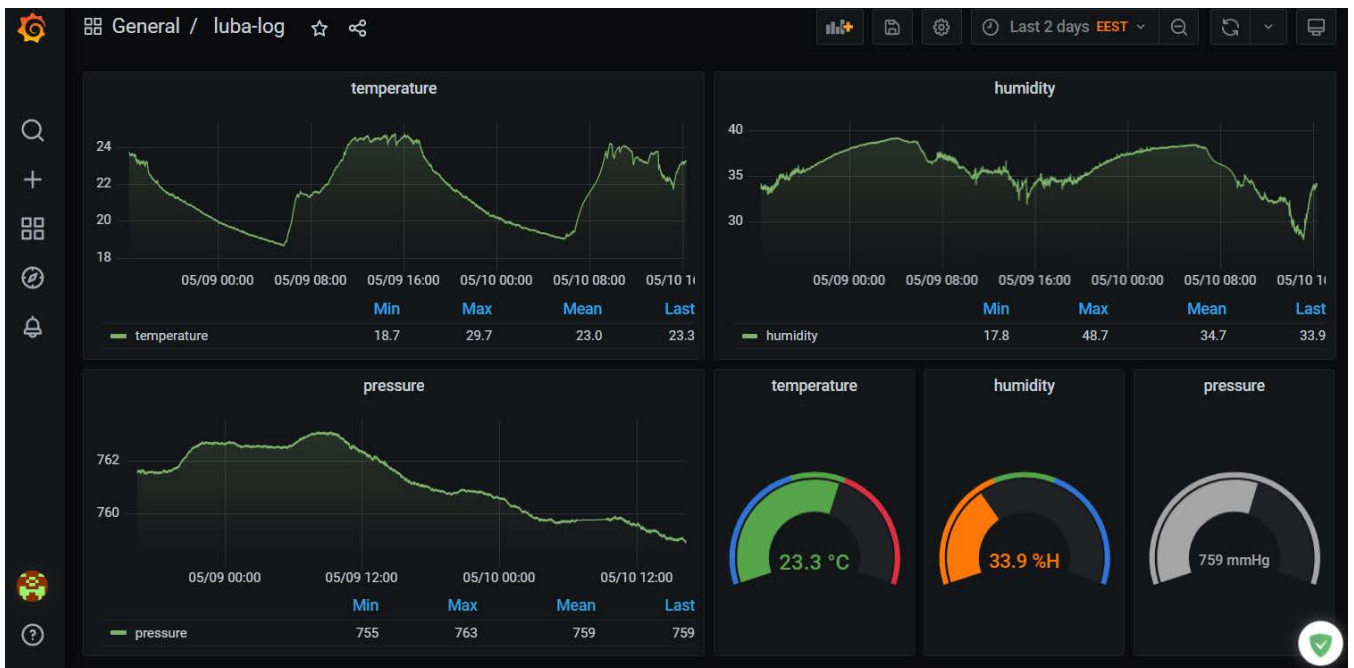 General / luba-log
Last 2 days EEST
temperature
24
22
20
18
05/09 00:00 05/09 08:00 05/09 16:00 05/10 00:00 05/10 08:00 05/10 16
Min Max Mean Last
temperature 18.7 29.7 23.0 23.3
humidity
40
35
30
05/09 00:00 05/09 08:00 05/09 16:00 05/10 00:00 05/10 08:00 05/10 16
Min Max Mean Last
humidity 17.8 48.7 34.7 33.9
pressure
762
760
05/09 00:00 05/09 12:00 05/10 00:00 05/10 12:00
Min Max Mean Last
pressure 755 763 759 759
temperature
23.3 °C
humidity
33.9 %H
pressure
759 mmHg